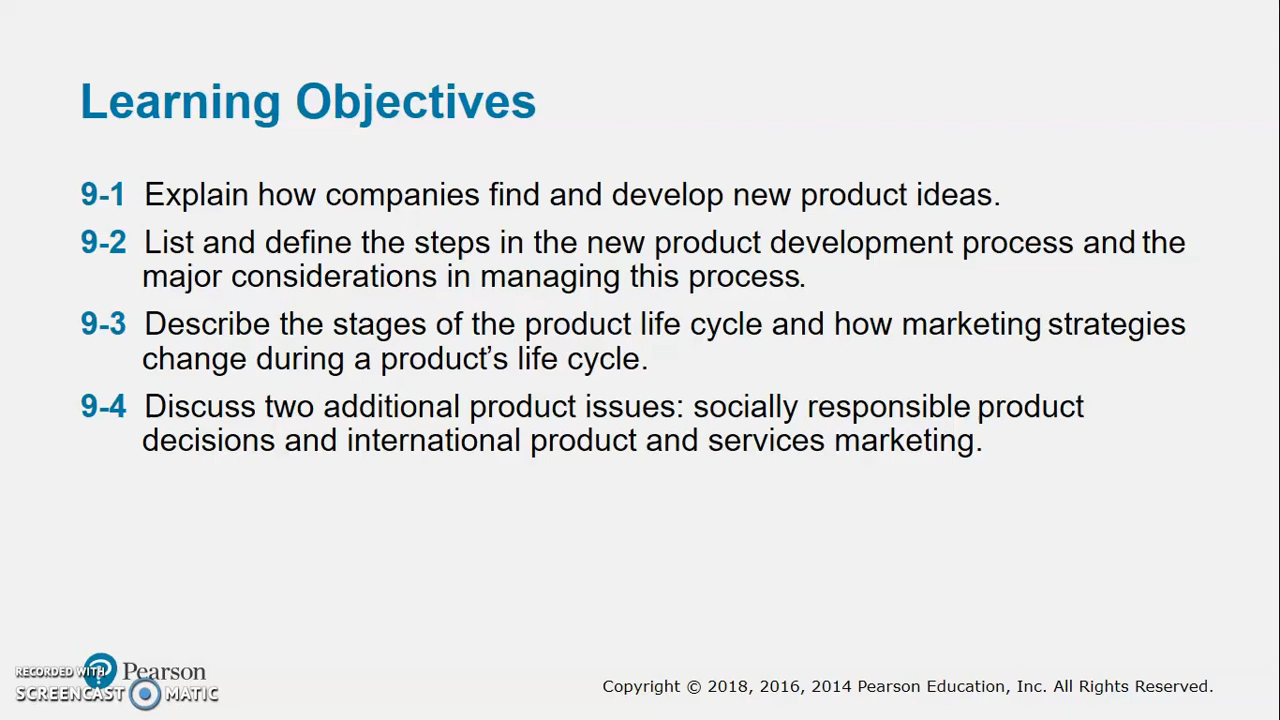 Learning Objectives
9-1 Explain how companies find and develop new product ideas.
9-2 List and define the steps in the new product development process and the
major considerations in managing this process.
9-3 Describe the stages of the product life cycle and how marketing strategies
change during a product’s life cycle.
9-4 Discuss two additional product issues: socially responsible product
decisions and international product and services marketing.
RECORDED WITH
Pearson
SCREENCAST MATIC
Copyright © 2018, 2016, 2014 Pearson Education, Inc. All Rights Reserved.